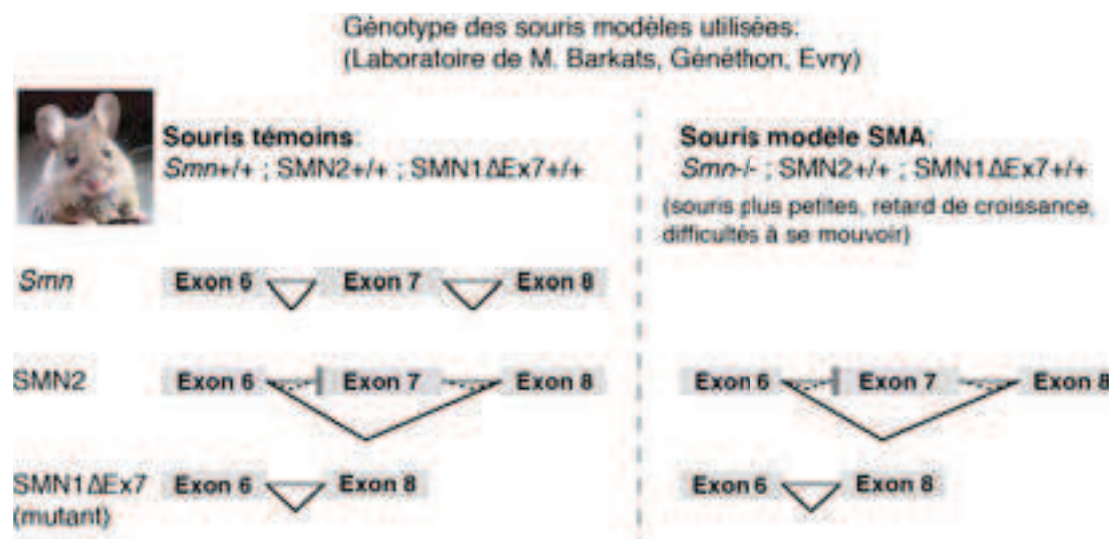 Génotype des souris modèles utilisées:
(Laboratoire de M. Barkats, Généthon, Evry)
Souris témoins:
Smn+/+ ; SMN2+/+ ; SMN1ΔEx7+/+
Souris modèle SMA:
Smn-/- ; SMN2+/+ ; SMN1ΔEx7+/+
(souris plus petites, retard de croissance,
difficultés à se mouvoir)
Smn Exon 6 Exon 7 Exon 8
SMN2 Exon 6 Exon 7 Exon 8 Exon 6 Exon 7 Exon 8
SMN1ΔEx7 Exon 6 Exon 8 Exon 6 Exon 8
(mutant)